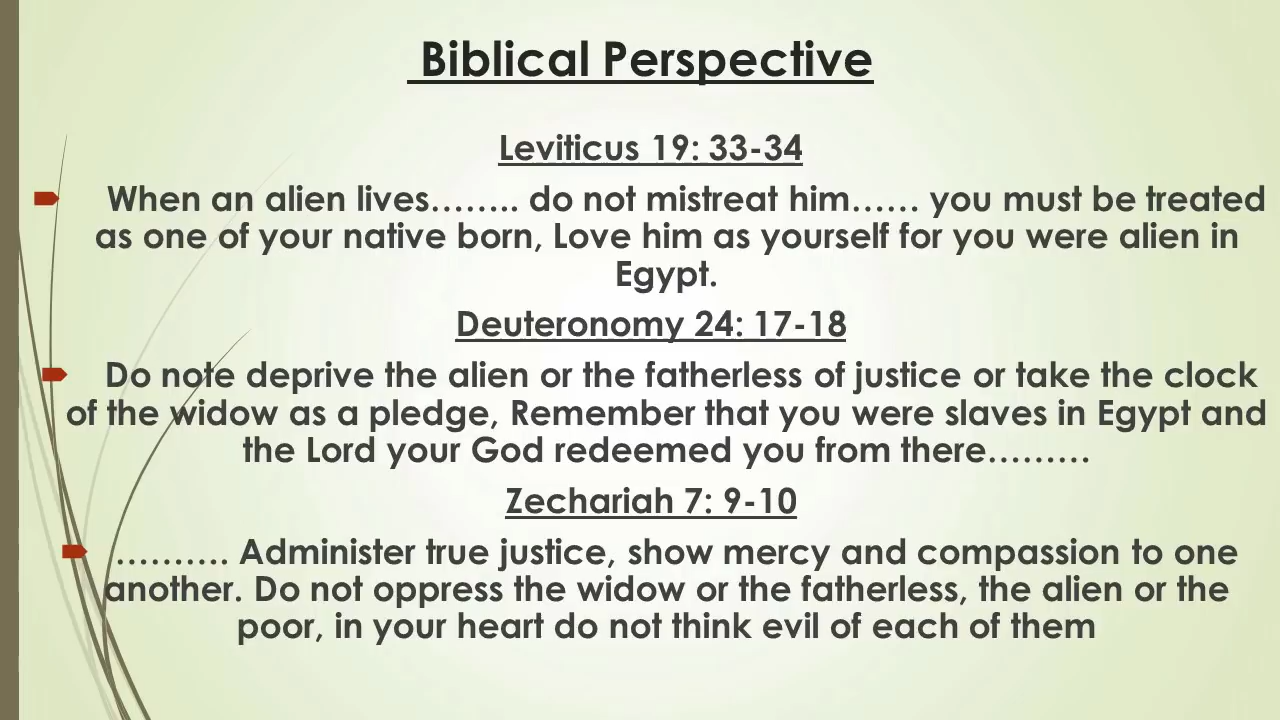 Biblical Perspective
Leviticus 19: 33-34
When an alien lives…….. do not mistreat him…… you must be treated
as one of your native born, Love him as yourself for you were alien in
Egypt.
Deuteronomy 24: 17-18
Do note deprive the alien or the fatherless of justice or take the clock
of the widow as a pledge, Remember that you were slaves in Egypt and
the Lord your God redeemed you from there………
Zechariah 7: 9-10
………. Administer true justice, show mercy and compassion to one
another. Do not oppress the widow or the fatherless, the alien or the
poor, in your heart do not think evil of each of them